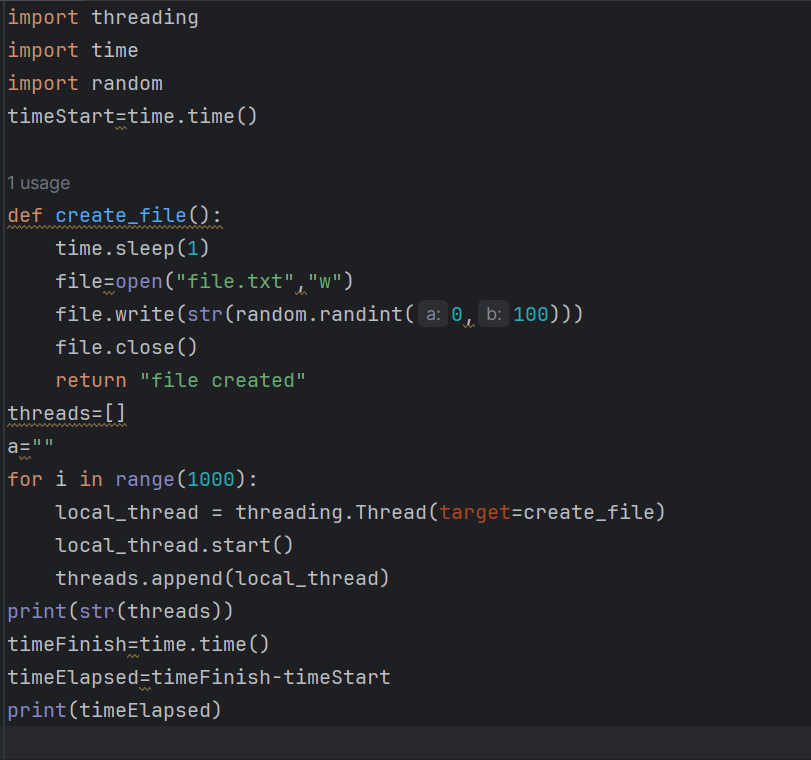 import threading
import time
import random
timeStart=time.time()
1 usage
def create_file():
    time.sleep(1)
    file=open("file.txt","w")
    file.write(str(random.randint( a: 0, b: 100)))
    file.close()
    return "file created"
threads=[]
a=""
for i in range(1000):
    local_thread = threading.Thread(target=create_file)
    local_thread.start()
    threads.append(local_thread)
print(str(threads))
timeFinish=time.time()
timeElapsed=timeFinish-timeStart
print(timeElapsed)